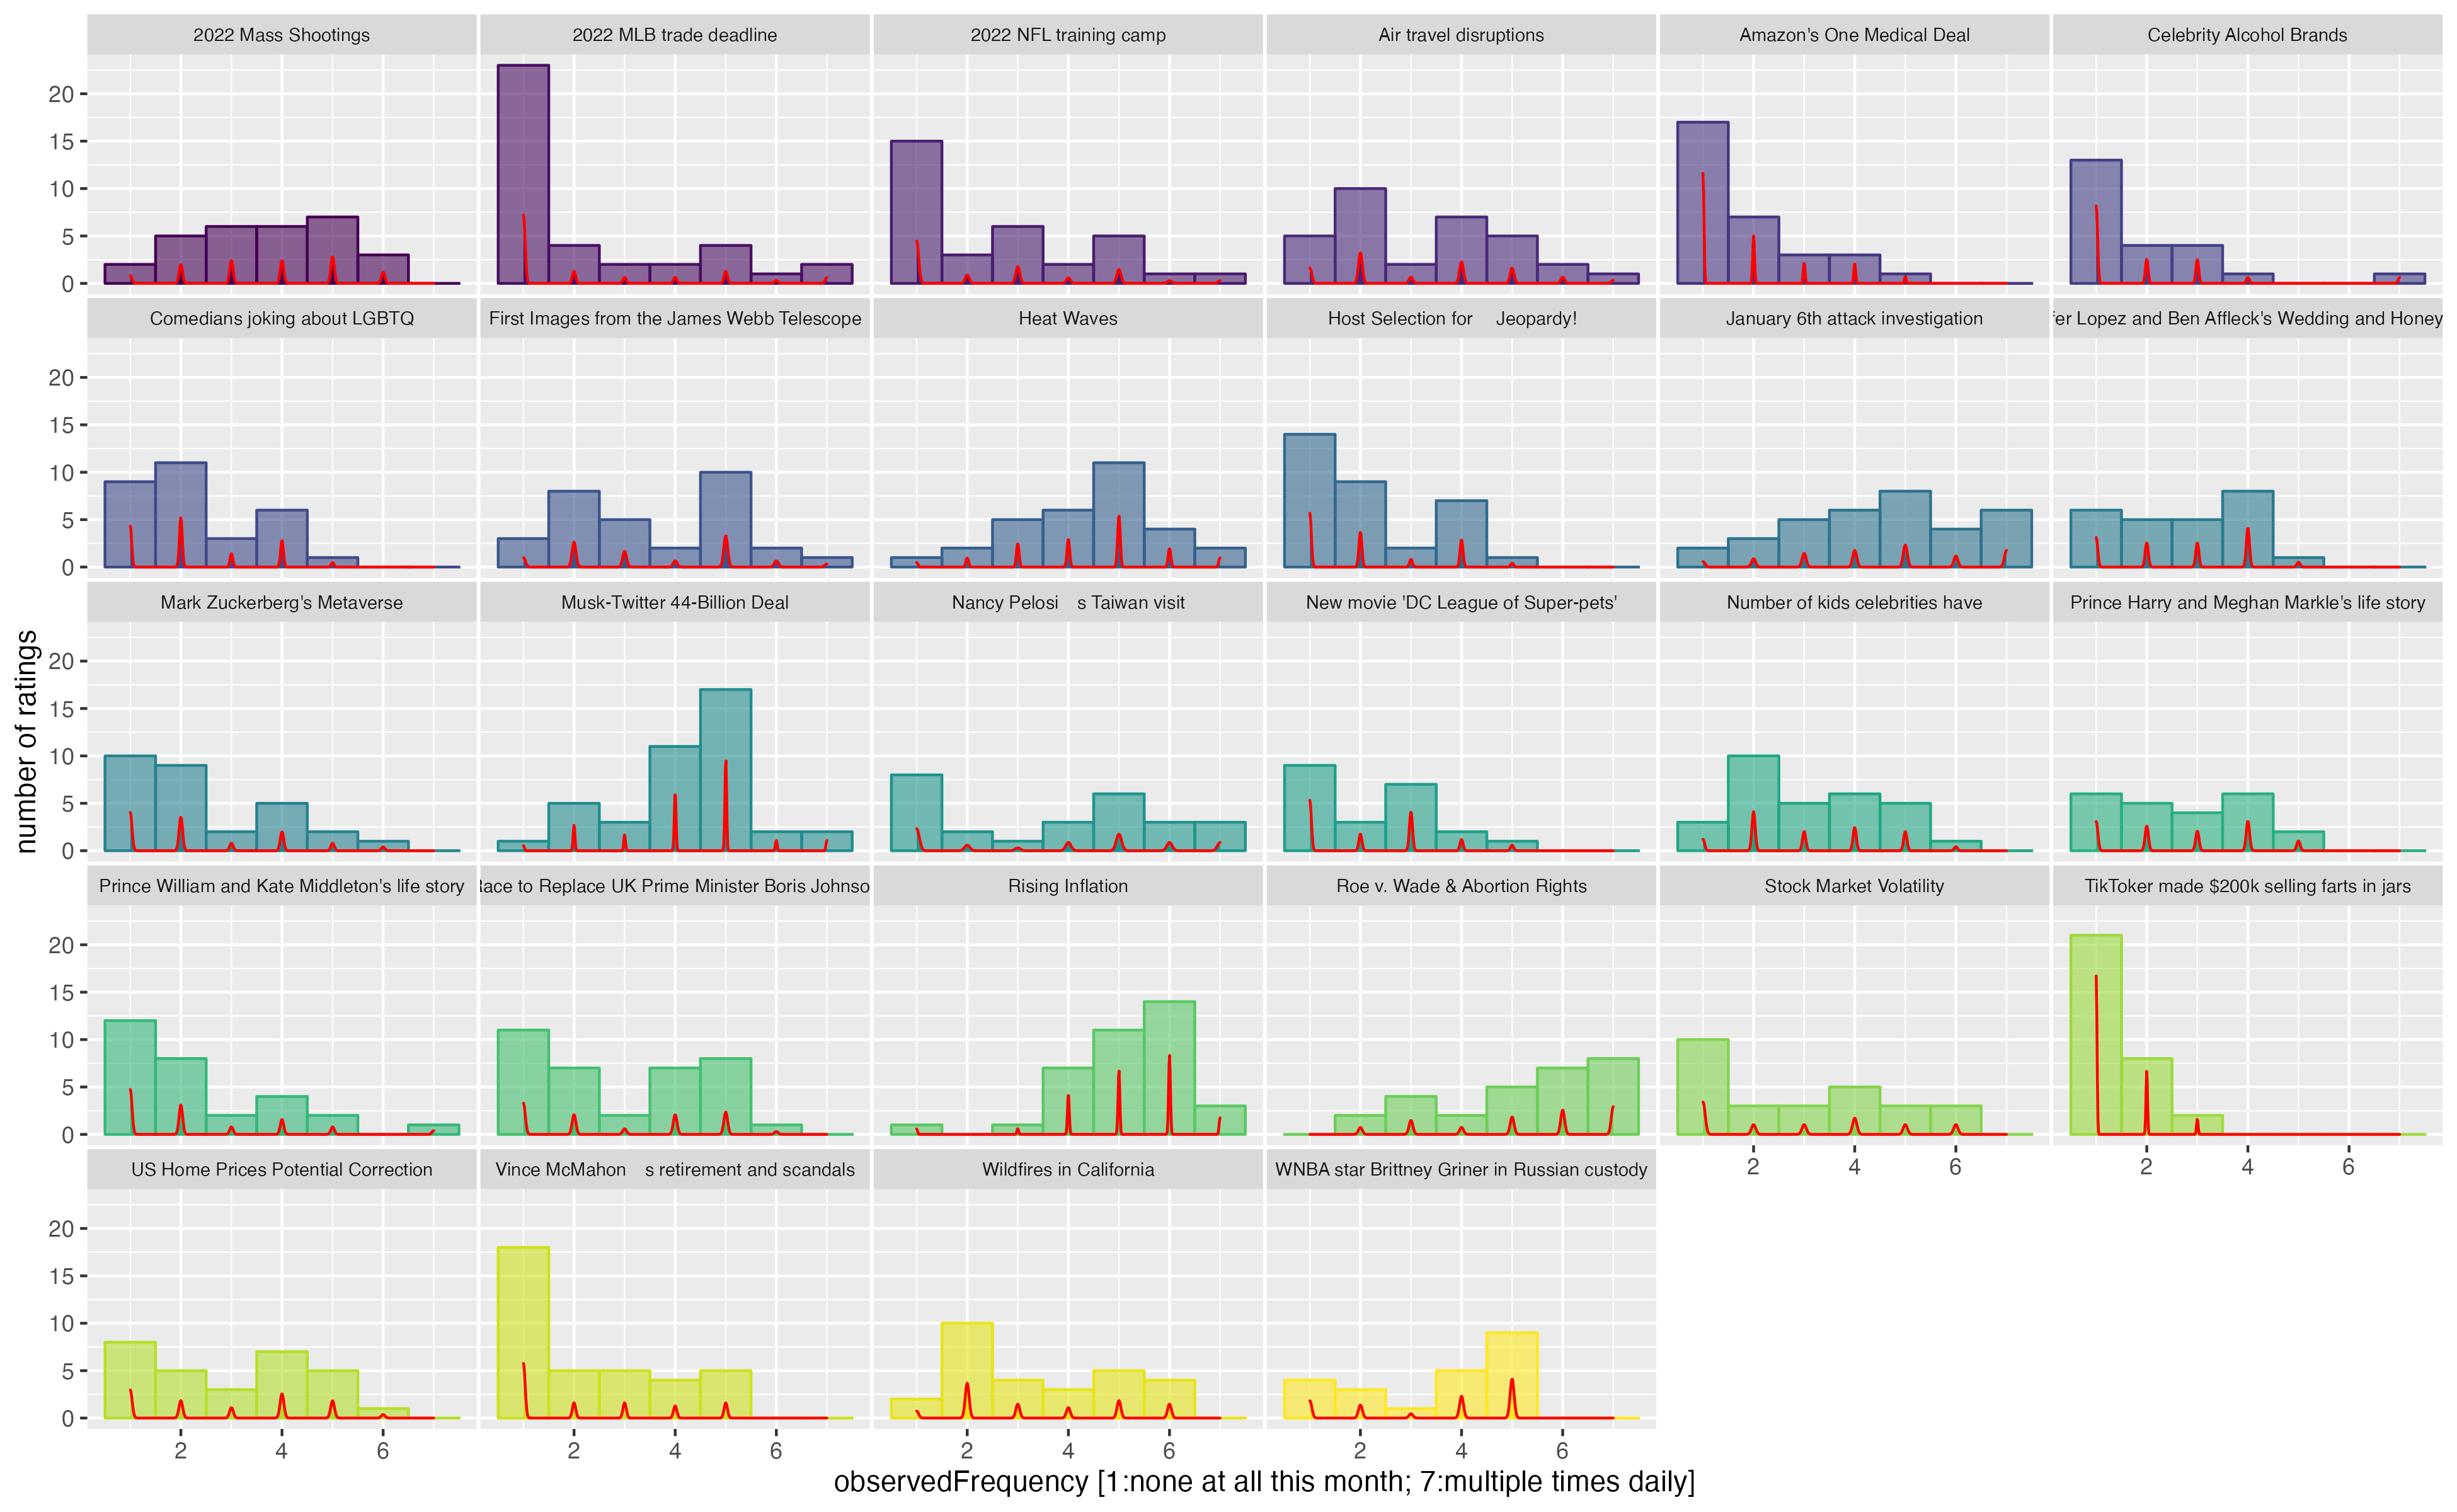 2022 Mass Shootings
2022 MLB trade deadline
2022 NFL training camp
Air travel disruptions
Amazon's One Medical Deal
Celebrity Alcohol Brands
20
15
10
5
0
Comedians joking about LGBTQ
First Images from the James Webb Telescope
Heat Waves
Host Selection for Jeopardy!
January 6th attack investigation
fer Lopez and Ben Affleck's Wedding and Honey
20
15
10
5
0
Mark Zuckerberg's Metaverse
Musk-Twitter 44-Billion Deal
Nancy Pelosi s Taiwan visit
New movie 'DC League of Super-pets'
Number of kids celebrities have
Prince Harry and Meghan Markle's life story
20
15
10
5
0
number of ratings
Prince William and Kate Middleton's life story
Race to Replace UK Prime Minister Boris Johnso
Rising Inflation
Roe v. Wade & Abortion Rights
Stock Market Volatility
TikToker made $200k selling farts in jars
20
15
10
5
0
2 4 6
2 4 6
US Home Prices Potential Correction
Vince McMahon s retirement and scandals
Wildfires in California
WNBA star Brittney Griner in Russian custody
20
15
10
5
0
2 4 6
2 4 6
2 4 6
2 4 6
observedFrequency [1:none at all this month; 7:multiple times daily]